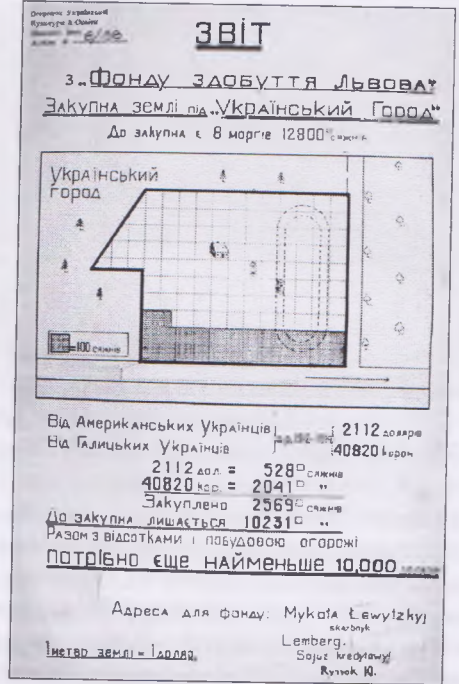 ЗВІТ
з „Фонду здобуття Львова"
Закупна землі під „Український Город"
До закупна є 8 моргів 12800□ сяжнів
Український
город
=100 сяжнів
Від Американських Українців 2112 долярів
Від Галицьких Українців 40820 корон
2112 дол. = 528□ сяжнів
40820 кор. = 2041□ "
Закуплено 2569□ сяжнів
До закупна лишається 10231□ "
Разом з відсотками і побудовою огорожі
Потрібно еще найменьше 10,000
Адреса для фонду: Mykoła Łewytzkyj
skarbnyk
Lemberg.
Sojuz kredytowyj
Rynok 10.
1 метво землі = 1 доляр.